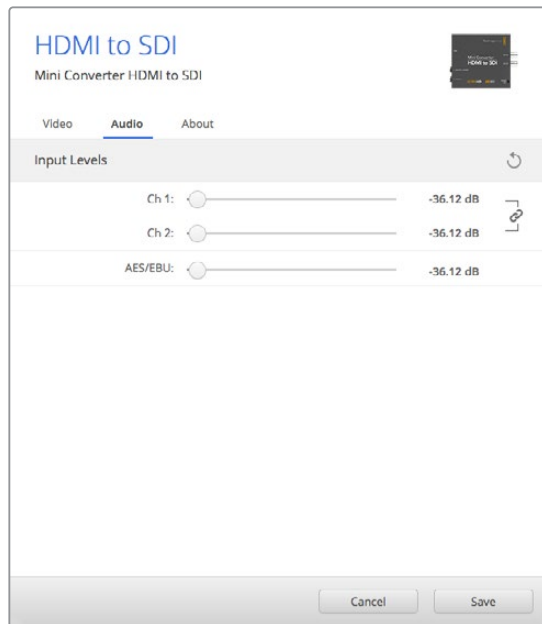 HDMI to SDI
Mini Converter HDMI to SDI
Video Audio About
Input Levels
Ch 1: -36.12 dB
Ch 2: -36.12 dB
AES/EBU: -36.12 dB
Cancel Save